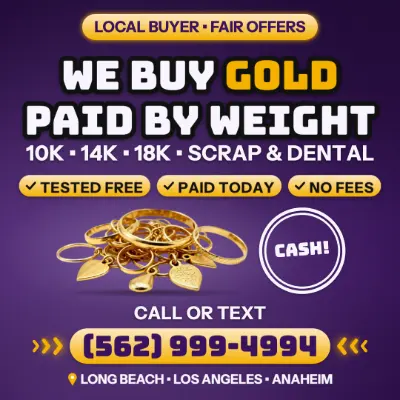 LOCAL BUYER ▪ FAIR OFFERS
WE BUY GOLD
PAID BY WEIGHT
10K ▪ 14K ▪ 18K ▪ SCRAP & DENTAL
✓ TESTED FREE ✓ PAID TODAY ✓ NO FEES
CASH!
CALL OR TEXT
(562) 999-4994
LONG BEACH ▪ LOS ANGELES ▪ ANAHEIM